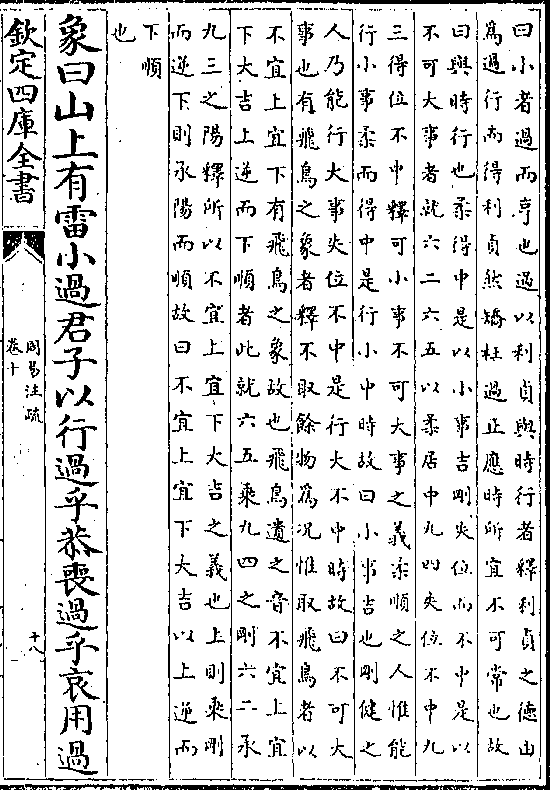 曰小者過而亨也過以利貞與時行者釋利貞之德由
爲過行而得利貞然矯枉過正應時所宜不可常也故
曰與時行也柔得中是以小事吉剛失位而不中是以
不可大事者就六二六五以柔居中九四失位不中九
三得位不中釋可小事不可大事之義柔順之人惟能
行小事柔而得中是行小中時故曰小事吉也剛健之
人乃能行大事失位不中是行大不中時故曰不可大
事也有飛鳥之象者釋不取餘物爲况惟取飛鳥者以
不宜上宜下有飛鳥之象故也飛鳥遺之音不宜上宜
下大吉上逆而下順者此就六五乘九四之剛六二承
九三之陽釋所以不宜上宜下大吉之義也上則乘剛
而逆下則承陽而順故曰不宜上宜下大吉以上逆而
下順
也
象曰山上有雷小過君子以行過乎恭喪過乎哀用過
欽定四庫全書
周易注疏
卷十
十八